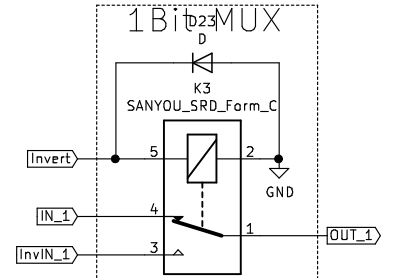 1Bit MUX
D23
D
K3
SANYOU_SRD_Form_C
Invert 5 2
GND
IN_1 4
1 OUT_1
InvIN_1 3